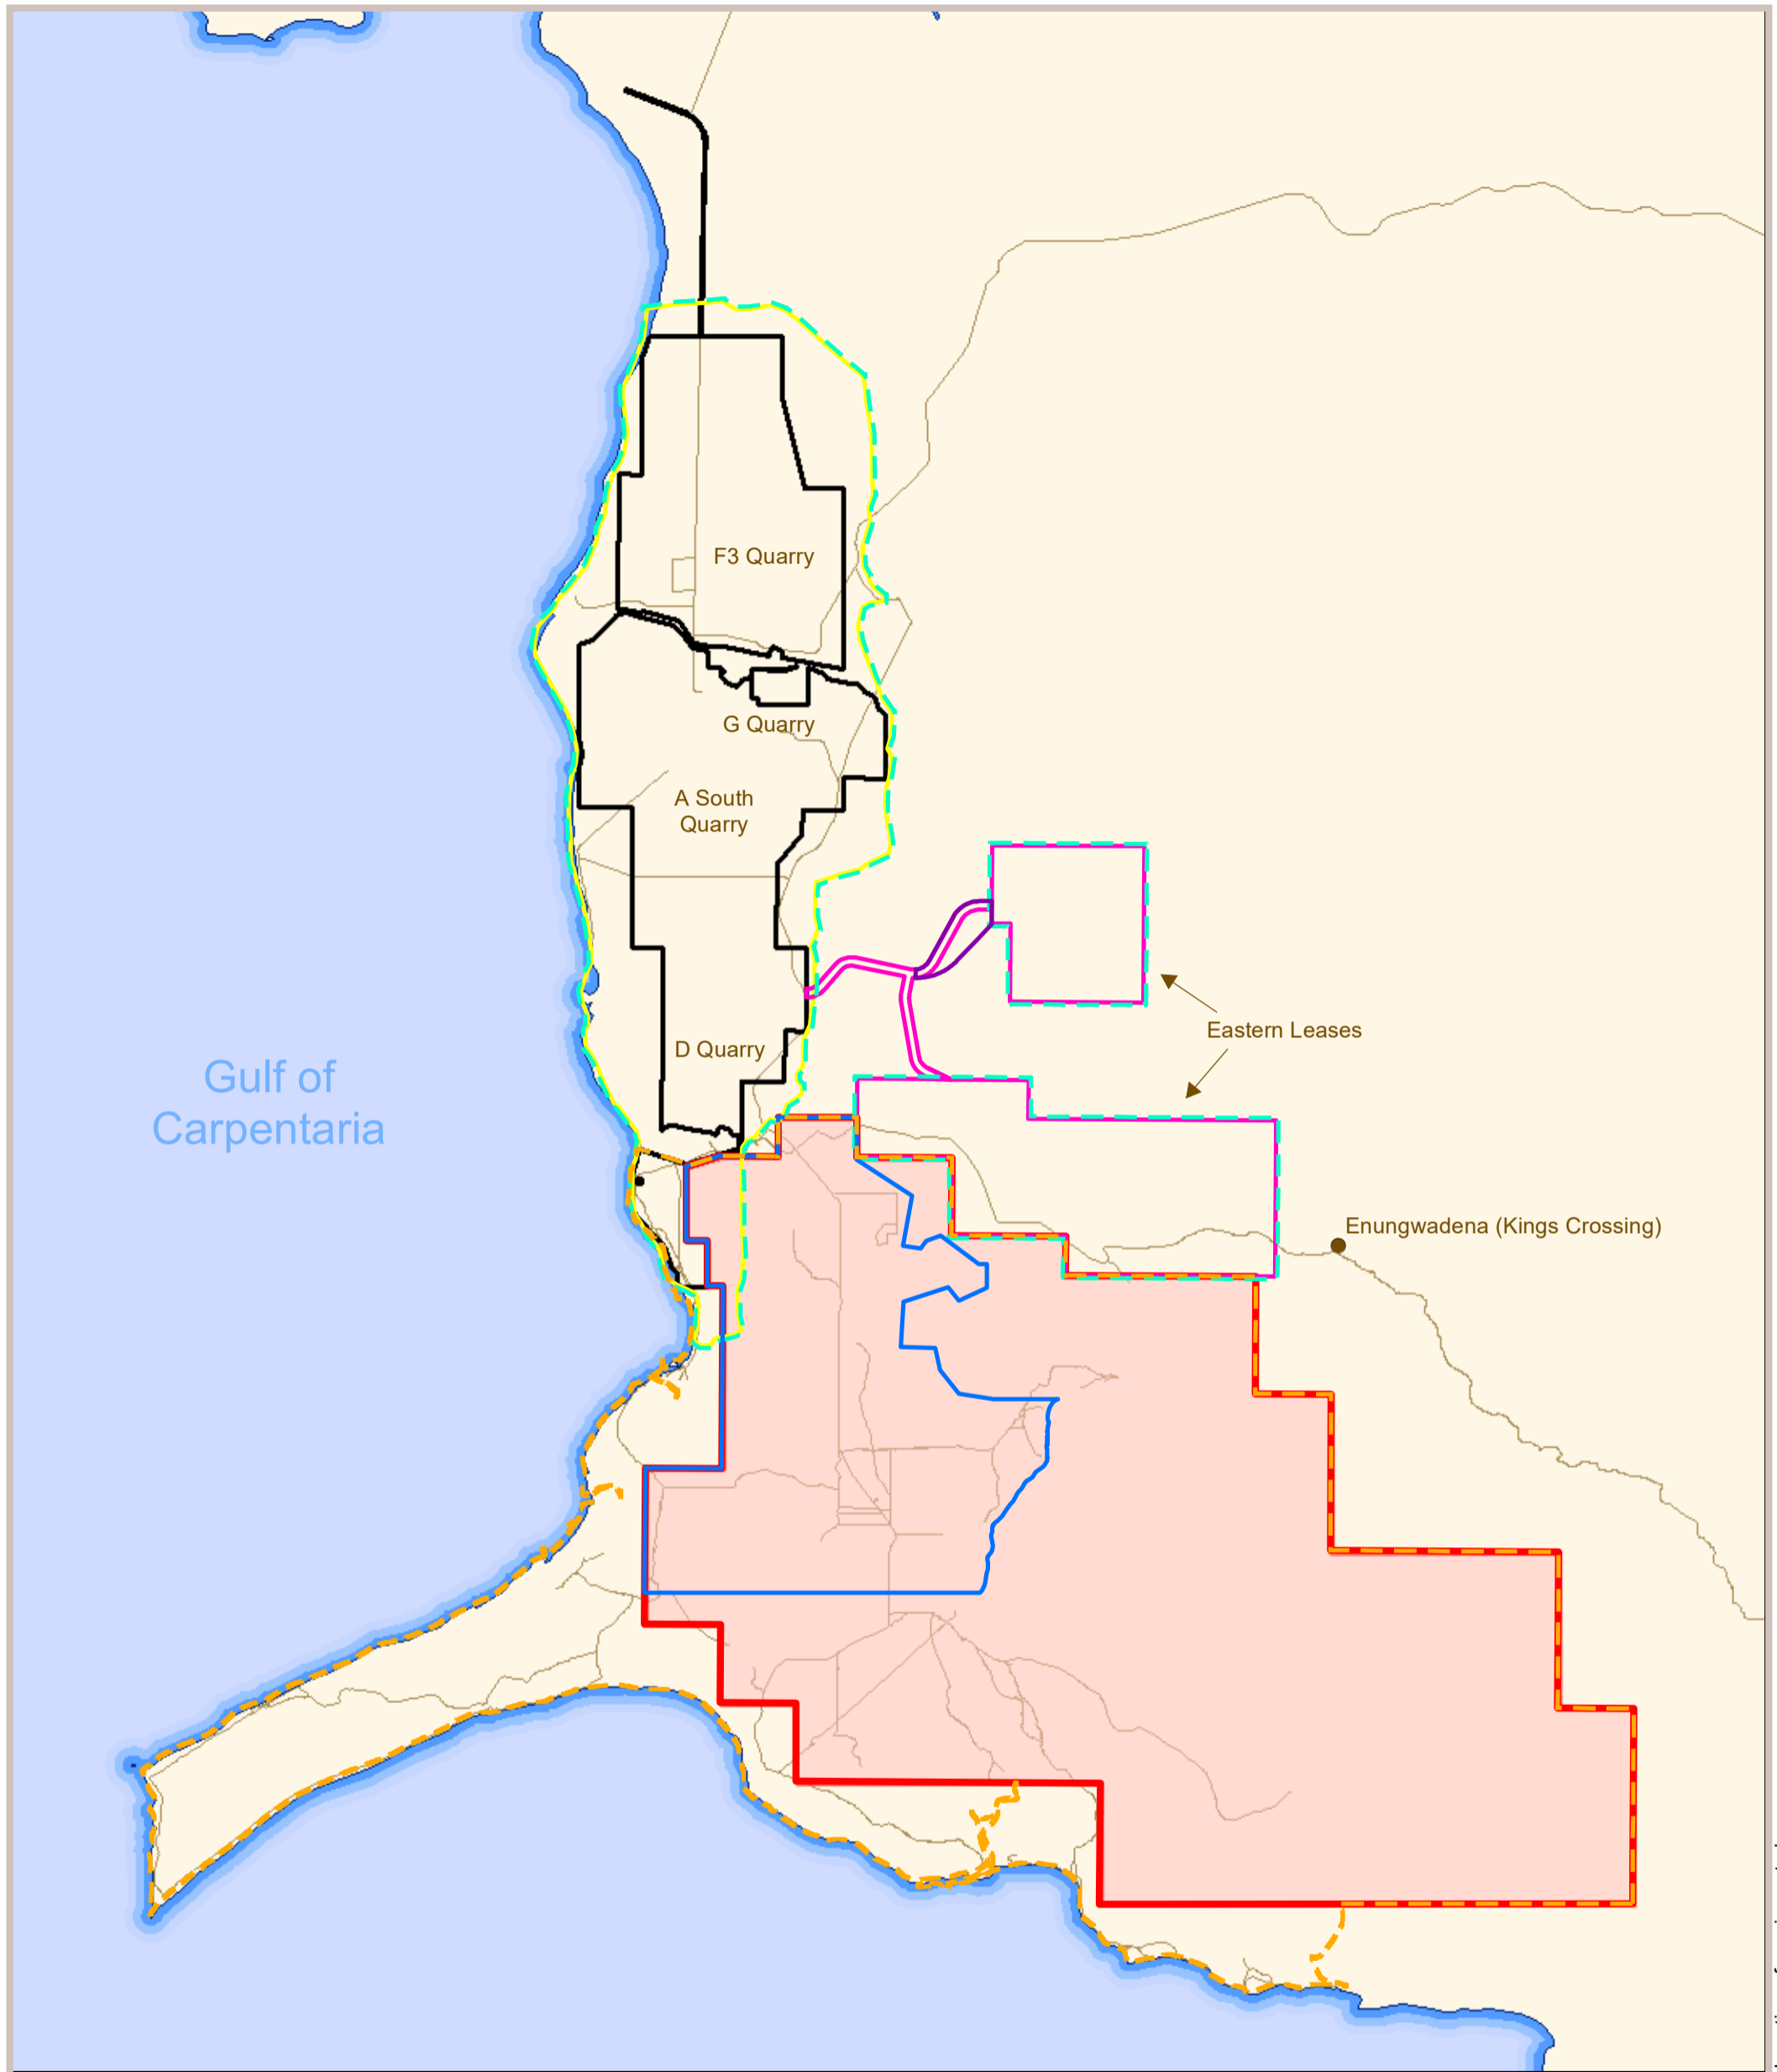 F3 Quarry
G Quarry
A South
Quarry
Eastern Leases
D Quarry
Gulf of
Carpentaria
Enungwadena (Kings Crossing)